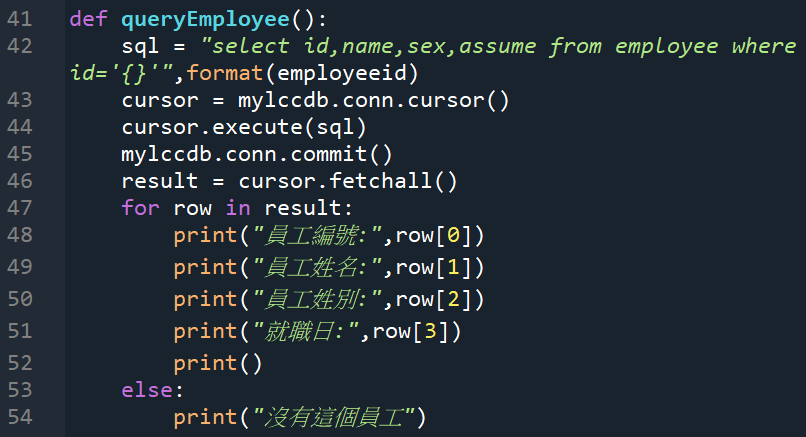 41 def queryEmployee():
42     sql = "select id,name,sex,assume from employee where
id='{}'",format(employeeid)
43     cursor = mylccdb.conn.cursor()
44     cursor.execute(sql)
45     mylccdb.conn.commit()
46     result = cursor.fetchall()
47     for row in result:
48         print("員工編號:",row[0])
49         print("員工姓名:",row[1])
50         print("員工姓別:",row[2])
51         print("就職日:",row[3])
52         print()
53     else:
54         print("沒有這個員工")